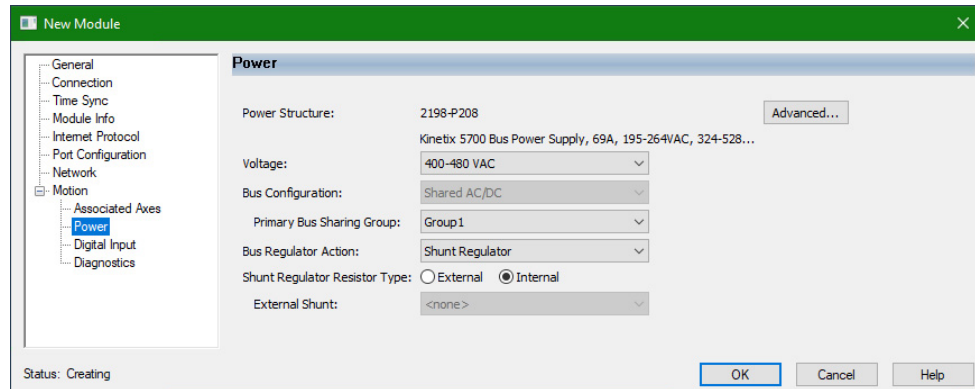 New Module
General
Connection
Time Sync
Module Info
Internet Protocol
Port Configuration
Network
Motion
Associated Axes
Power
Digital Input
Diagnostics
Power
Power Structure: 2198-P208 Advanced...
Kinetix 5700 Bus Power Supply, 69A, 195-264VAC, 324-528...
Voltage: 400-480 VAC
Bus Configuration: Shared AC/DC
Primary Bus Sharing Group: Group1
Bus Regulator Action: Shunt Regulator
Shunt Regulator Resistor Type: External Internal
External Shunt: <none>
Status: Creating OK Cancel Help